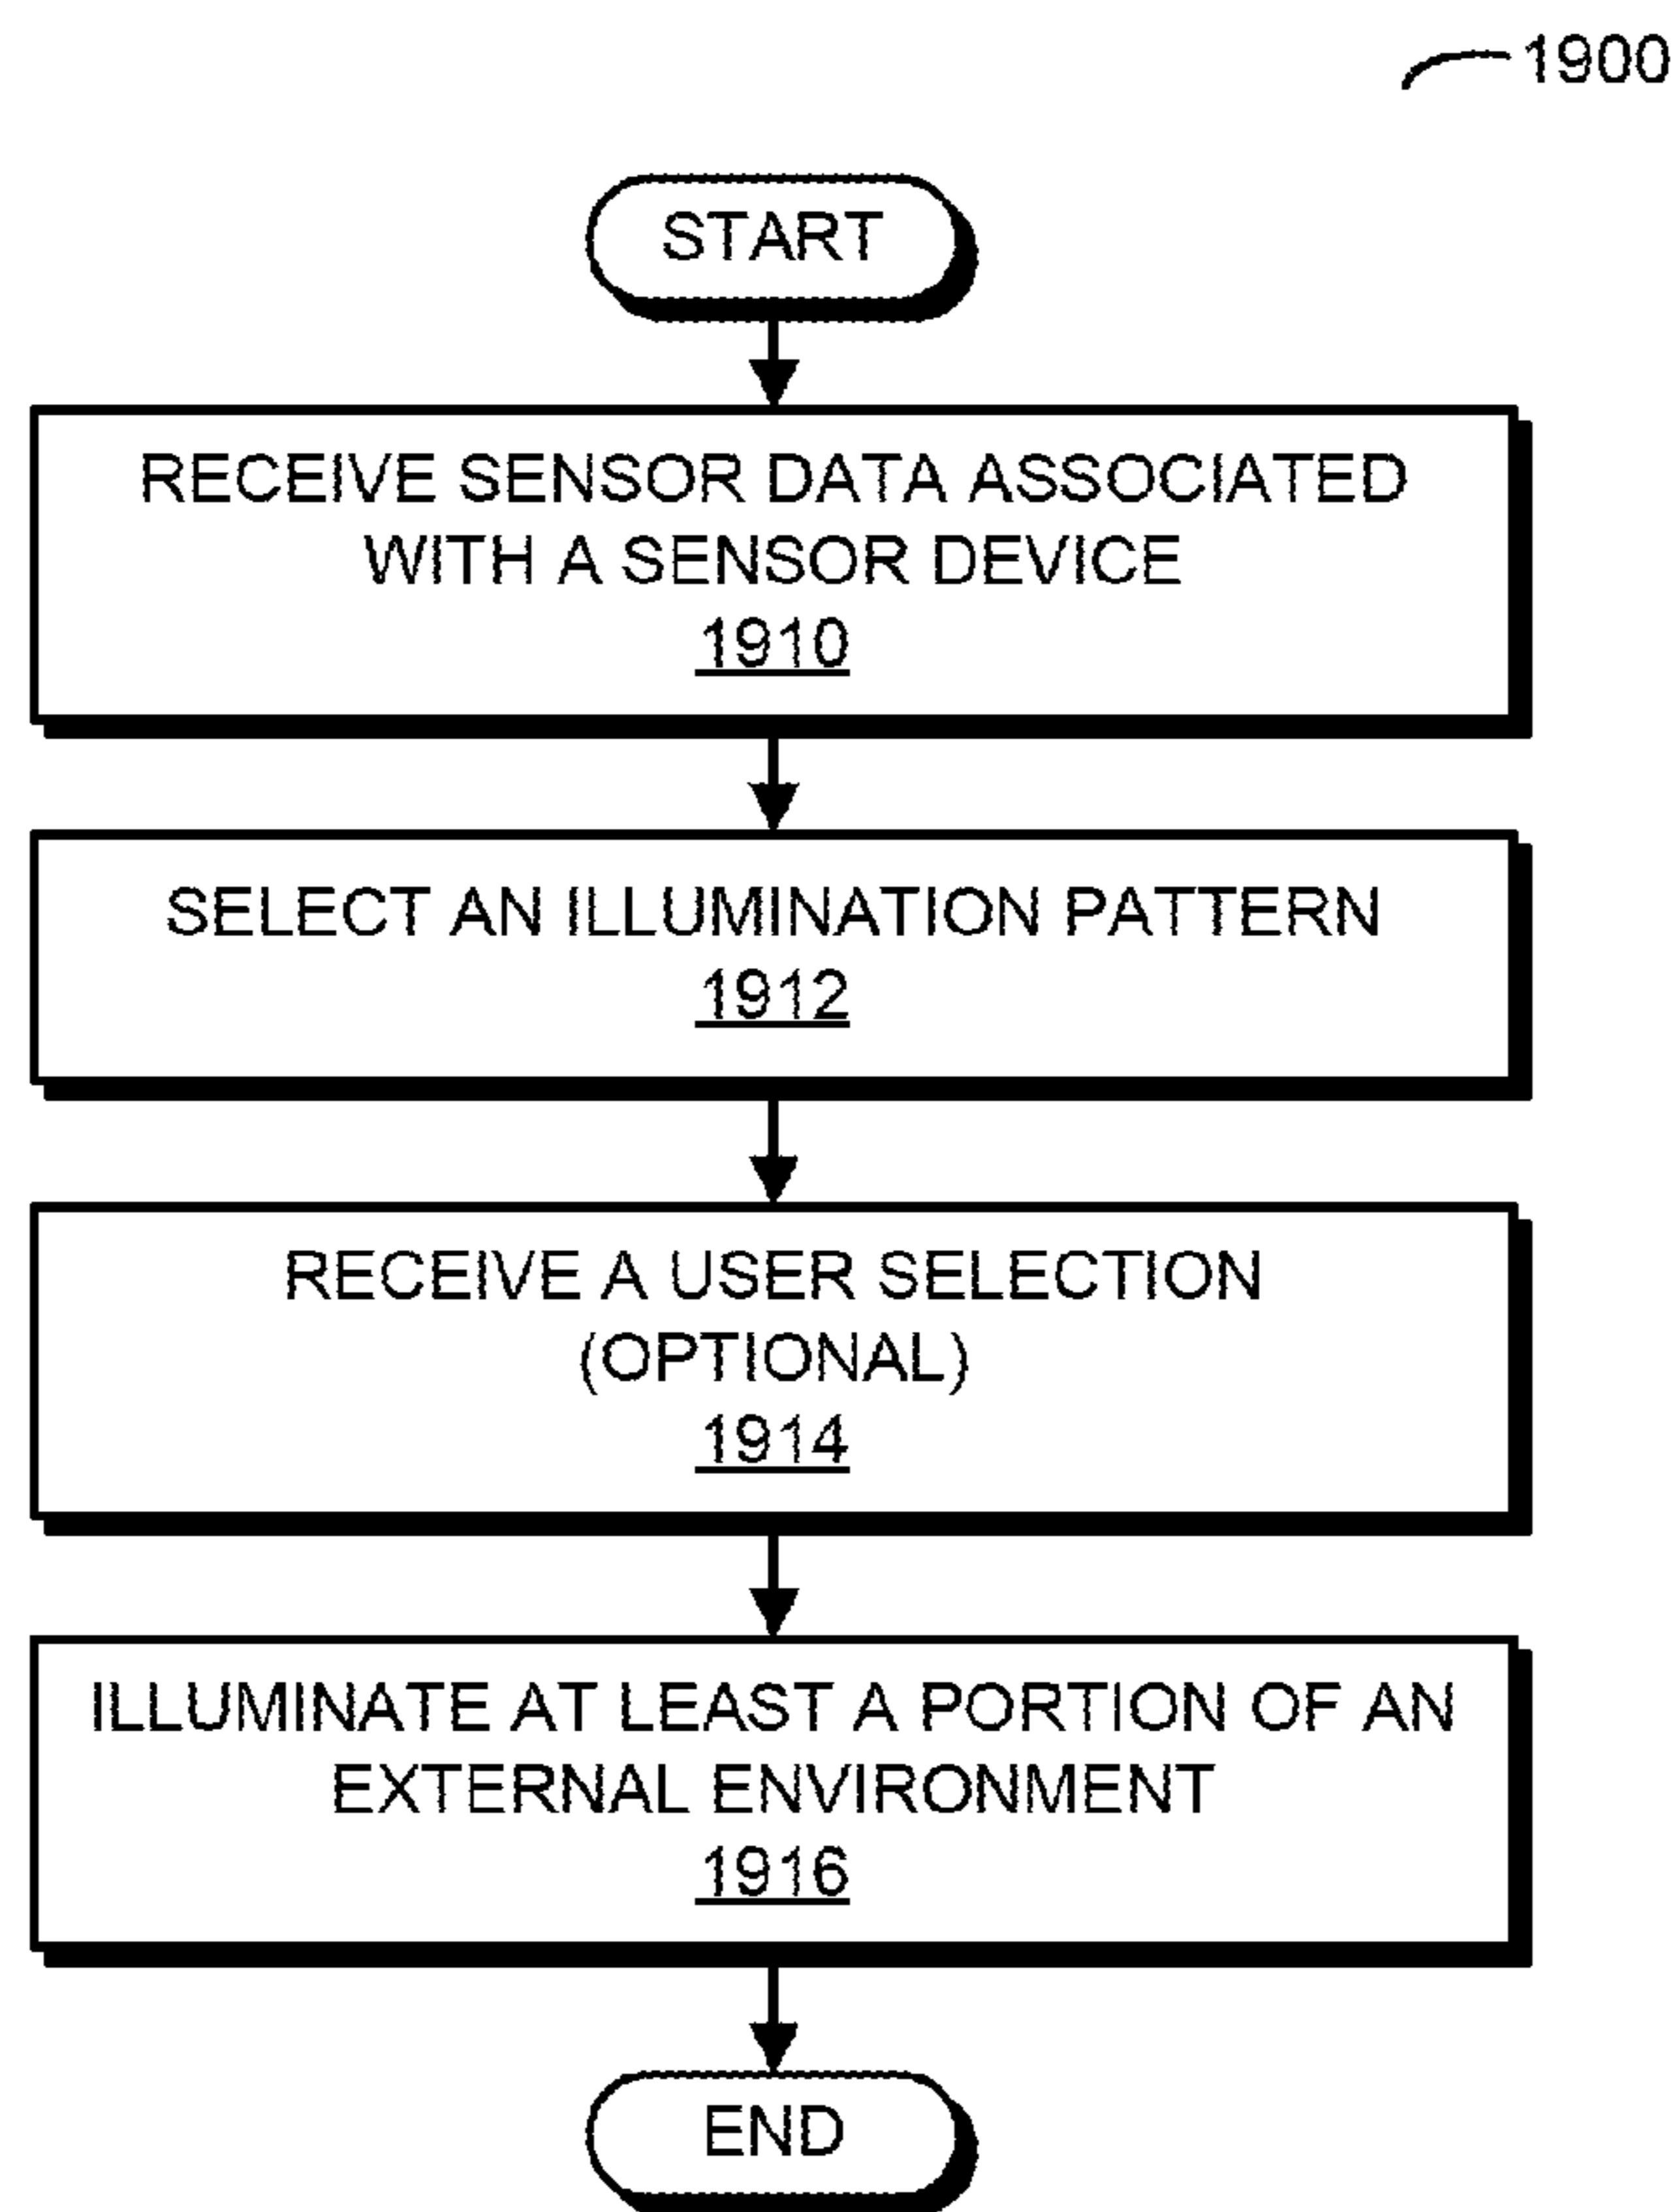 1900
START
RECEIVE SENSOR DATA ASSOCIATED
WITH A SENSOR DEVICE
1910
SELECT AN ILLUMINATION PATTERN
1912
RECEIVE A USER SELECTION
(OPTIONAL)
1914
ILLUMINATE AT LEAST A PORTION OF AN
EXTERNAL ENVIRONMENT
1916
END